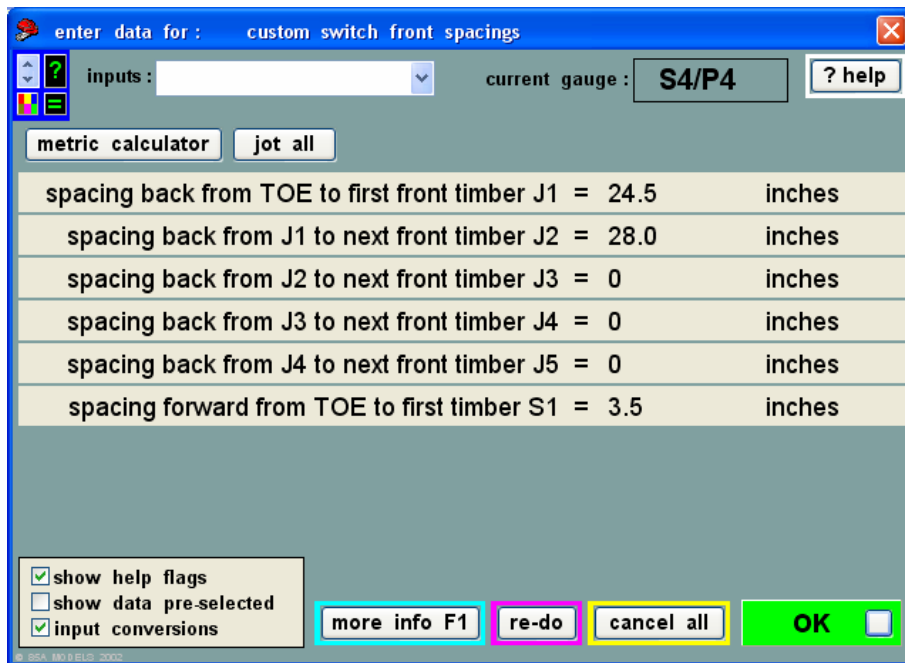 enter data for : custom switch front spacings
inputs : current gauge : S4/P4 ? help
?
=
metric calculator jot all
spacing back from TOE to first front timber J1 = 24.5 inches
spacing back from J1 to next front timber J2 = 28.0 inches
spacing back from J2 to next front timber J3 = 0 inches
spacing back from J3 to next front timber J4 = 0 inches
spacing back from J4 to next front timber J5 = 0 inches
spacing forward from TOE to first timber S1 = 3.5 inches
show help flags
show data pre-selected
input conversions
more info F1 re-do cancel all OK
© 85A MODELS 2002